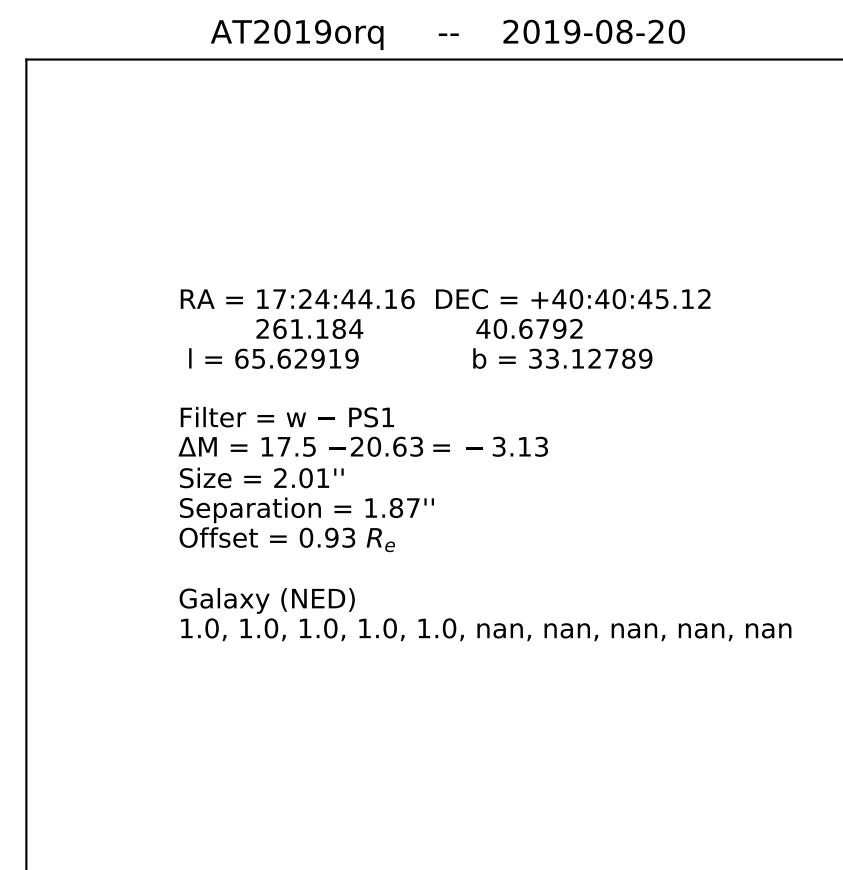 AT2019orq -- 2019-08-20
RA = 17:24:44.16 DEC = +40:40:45.12
261.184 40.6792
l = 65.62919 b = 33.12789
Filter = w − PS1
ΔM = 17.5 −20.63 = − 3.13
Size = 2.01''
Separation = 1.87''
Offset = 0.93 Re
Galaxy (NED)
1.0, 1.0, 1.0, 1.0, 1.0, nan, nan, nan, nan, nan